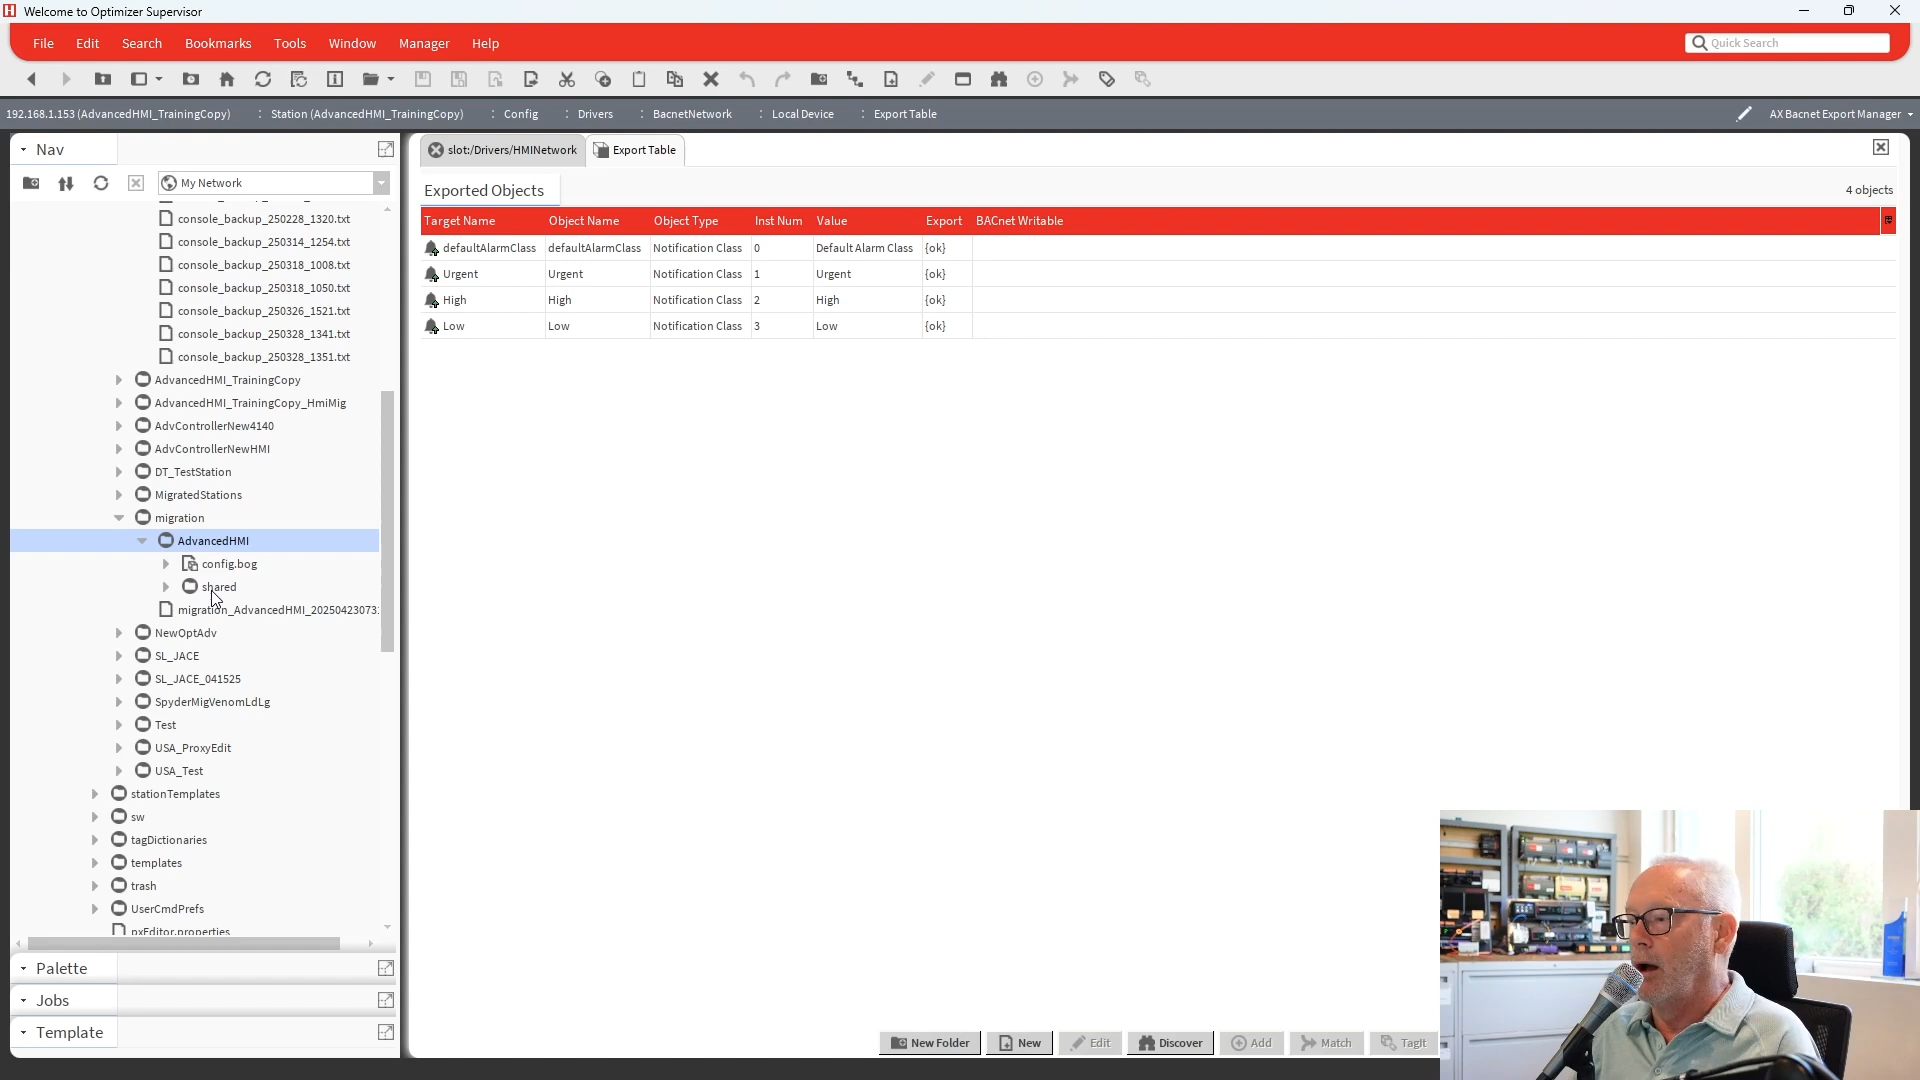 Welcome to Optimizer Supervisor
File Edit Search Bookmarks Tools Window Manager Help
Quick Search
192.168.1.153 (AdvancedHMI_TrainingCopy) : Station (AdvancedHMI_TrainingCopy) : Config : Drivers : BacnetNetwork : Local Device : Export Table
AX Bacnet Export Manager
Nav
My Network
console_backup_250228_1320.txt
console_backup_250314_1254.txt
console_backup_250318_1008.txt
console_backup_250318_1050.txt
console_backup_250326_1521.txt
console_backup_250328_1341.txt
console_backup_250328_1351.txt
AdvancedHMI_TrainingCopy
AdvancedHMI_TrainingCopy_HmiMig
AdvControllerNew4140
AdvControllerNewHMI
DT_TestStation
MigratedStations
migration
AdvancedHMI
config.bog
shared
migration_AdvancedHMI_20250423073
NewOptAdv
SL_JACE
SL_JACE_041525
SpyderMigVenomLdLg
Test
USA_ProxyEdit
USA_Test
stationTemplates
sw
tagDictionaries
templates
trash
UserCmdPrefs
pxEditor.properties
Palette
Jobs
Template
slot:/Drivers/HMINetwork Export Table
Exported Objects
4 objects
Target Name Object Name Object Type Inst Num Value Export BACnet Writable
defaultAlarmClass defaultAlarmClass Notification Class 0 Default Alarm Class {ok}
Urgent Urgent Notification Class 1 Urgent {ok}
High High Notification Class 2 High {ok}
Low Low Notification Class 3 Low {ok}
New Folder New Edit Discover Add Match TagIt